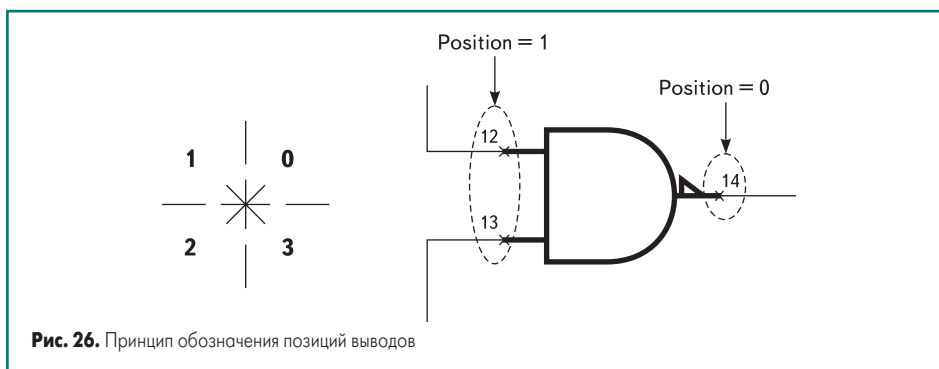 Position = 1
Position = 0
1 0
2 3
12
13
14
Рис. 26. Принцип обозначения позиций выводов